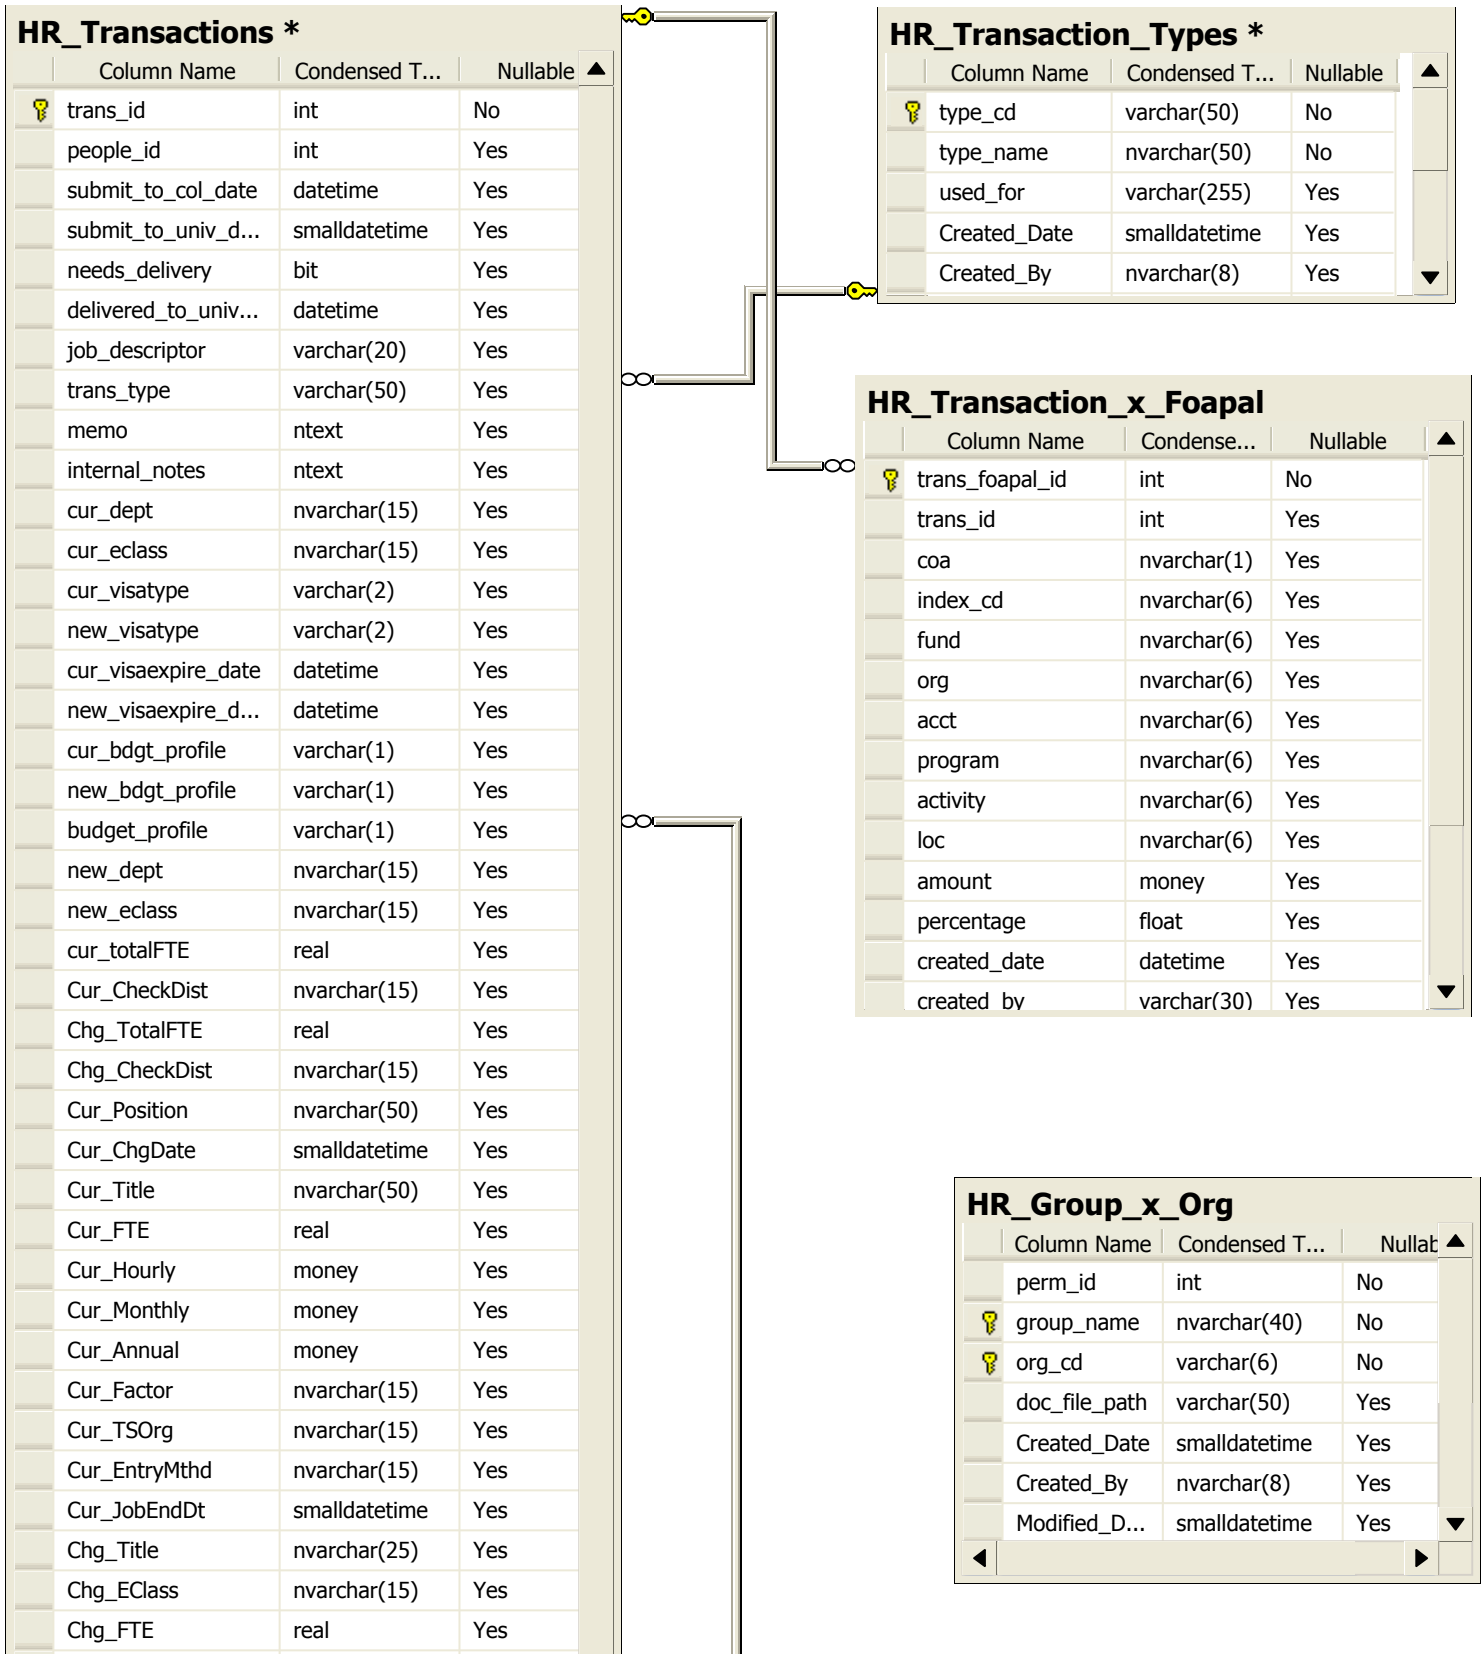 HR_Transactions *
Column Name Condensed T... Nullable
trans_id int No
people_id int Yes
submit_to_col_date datetime Yes
submit_to_univ_d... smalldatetime Yes
needs_delivery bit Yes
delivered_to_univ... datetime Yes
job_descriptor varchar(20) Yes
trans_type varchar(50) Yes
memo ntext Yes
internal_notes ntext Yes
cur_dept nvarchar(15) Yes
cur_eclass nvarchar(15) Yes
cur_visatype varchar(2) Yes
new_visatype varchar(2) Yes
cur_visaexpire_date datetime Yes
new_visaexpire_d... datetime Yes
cur_bdgt_profile varchar(1) Yes
new_bdgt_profile varchar(1) Yes
budget_profile varchar(1) Yes
new_dept nvarchar(15) Yes
new_eclass nvarchar(15) Yes
cur_totalFTE real Yes
Cur_CheckDist nvarchar(15) Yes
Chg_TotalFTE real Yes
Chg_CheckDist nvarchar(15) Yes
Cur_Position nvarchar(50) Yes
Cur_ChgDate smalldatetime Yes
Cur_Title nvarchar(50) Yes
Cur_FTE real Yes
Cur_Hourly money Yes
Cur_Monthly money Yes
Cur_Annual money Yes
Cur_Factor nvarchar(15) Yes
Cur_TSOrg nvarchar(15) Yes
Cur_EntryMthd nvarchar(15) Yes
Cur_JobEndDt smalldatetime Yes
Chg_Title nvarchar(25) Yes
Chg_EClass nvarchar(15) Yes
Chg_FTE real Yes
HR_Transaction_Types *
Column Name Condensed T... Nullable
type_cd varchar(50) No
type_name nvarchar(50) No
used_for varchar(255) Yes
Created_Date smalldatetime Yes
Created_By nvarchar(8) Yes
HR_Transaction_x_Foapal
Column Name Condense... Nullable
trans_foapal_id int No
trans_id int Yes
coa nvarchar(1) Yes
index_cd nvarchar(6) Yes
fund nvarchar(6) Yes
org nvarchar(6) Yes
acct nvarchar(6) Yes
program nvarchar(6) Yes
activity nvarchar(6) Yes
loc nvarchar(6) Yes
amount money Yes
percentage float Yes
created_date datetime Yes
created_by varchar(30) Yes
HR_Group_x_Org
Column Name Condensed T... Nullab
perm_id int No
group_name nvarchar(40) No
org_cd varchar(6) No
doc_file_path varchar(50) Yes
Created_Date smalldatetime Yes
Created_By nvarchar(8) Yes
Modified_D... smalldatetime Yes